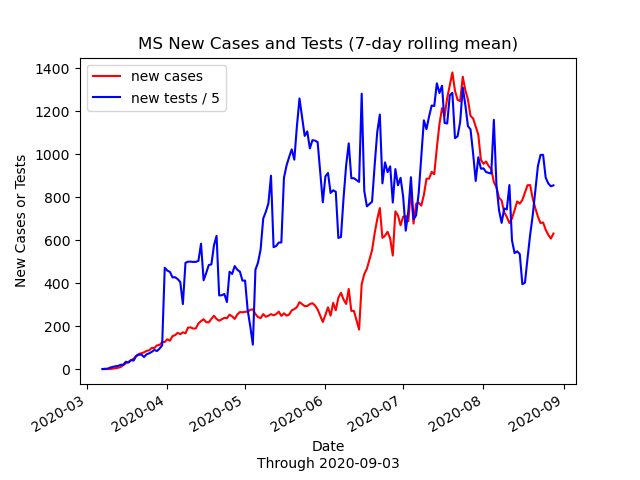 MS New Cases and Tests (7-day rolling mean)
new cases
new tests / 5
New Cases or Tests
1400
1200
1000
800
600
400
200
0
2020-03
2020-04
2020-05
2020-06
2020-07
2020-08
2020-09
Date
Through 2020-09-03